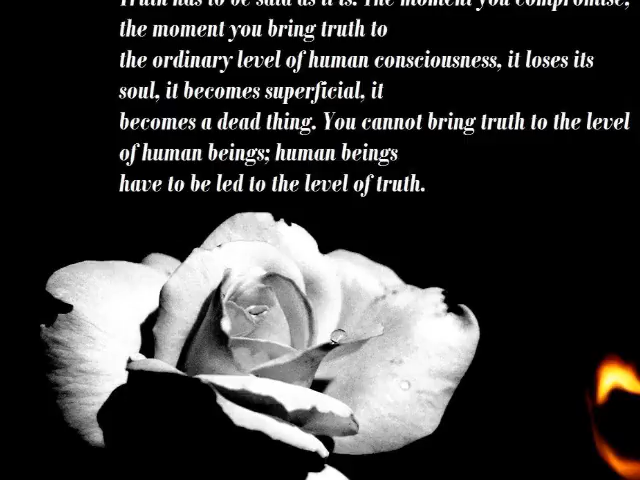 Truth has to be said as it is. The moment you compromise,
the moment you bring truth to
the ordinary level of human consciousness, it loses its
soul, it becomes superficial, it
becomes a dead thing. You cannot bring truth to the level
of human beings; human beings
have to be led to the level of truth.